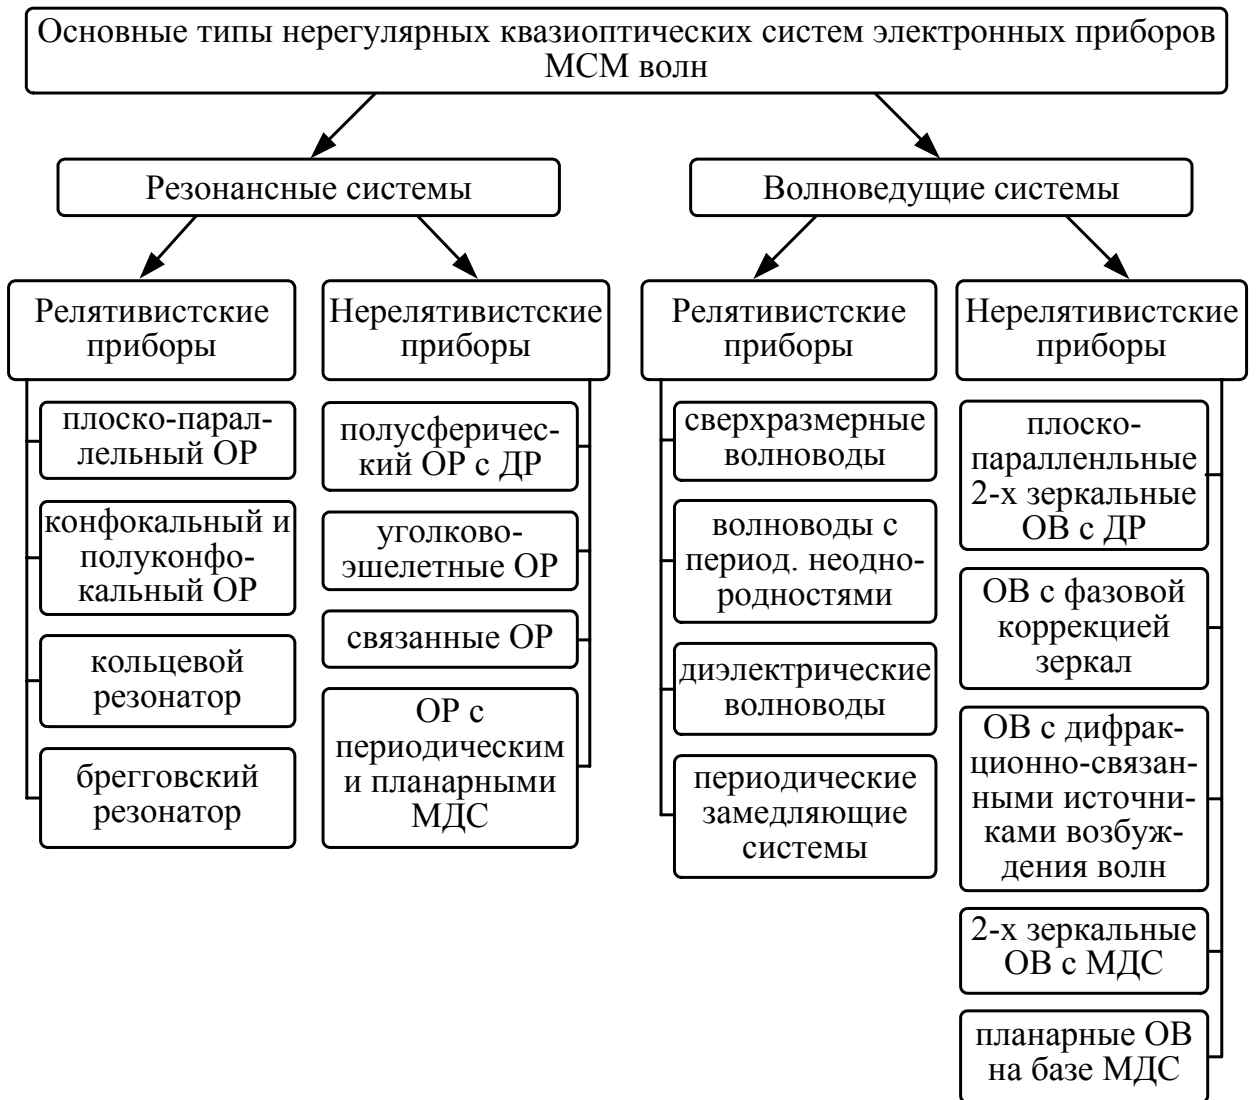 Основные типы нерегулярных квазиоптических систем электронных приборов
МСМ волн
Резонансные системы
Волноведущие системы
Релятивистские
приборы
Нерелятивистские
приборы
Релятивистские
приборы
Нерелятивистские
приборы
плоско-парал-
лельный ОР
конфокальный и
полуконфо-
кальный ОР
кольцевой
резонатор
брегговский
резонатор
полусферичес-
кий ОР с ДР
уголково-
эшелетные ОР
связанные ОР
ОР с
периодическим
и планарными
МДС
сверхразмерные
волноводы
волноводы с
период. неодно-
родностями
диэлектрические
волноводы
периодические
замедляющие
системы
плоско-
паралленльные
2-х зеркальные
ОВ с ДР
ОВ с фазовой
коррекцией
зеркал
ОВ с дифрак-
ционно-связан-
ными источни-
ками возбуж-
дения волн
2-х зеркальные
ОВ с МДС
планарные ОВ
на базе МДС